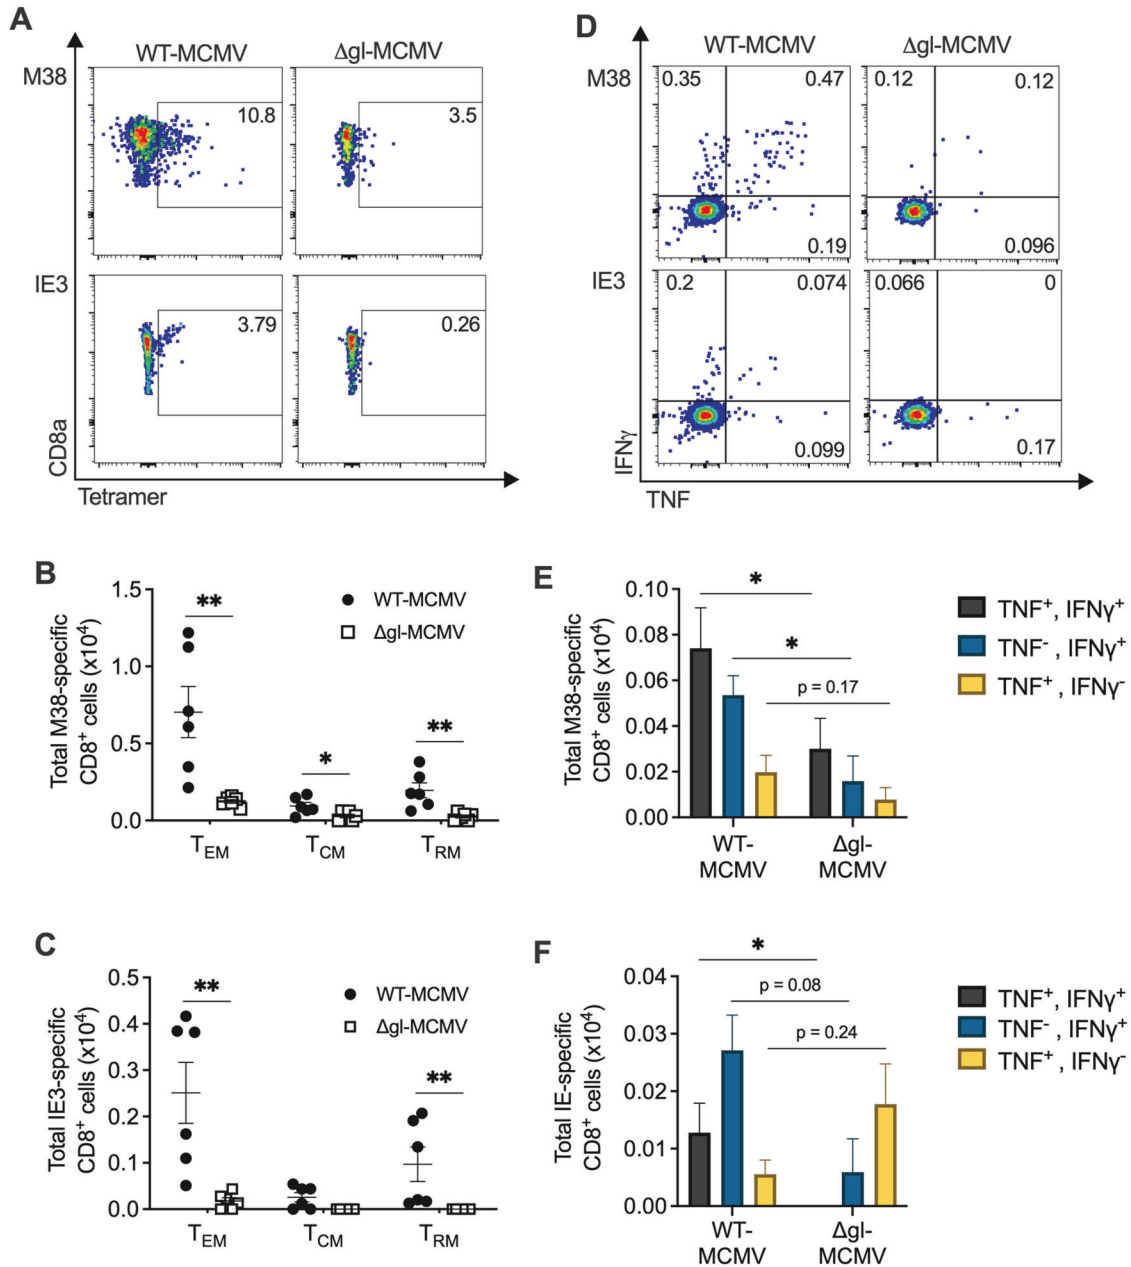 A
WT-MCMV
Δgl-MCMV
M38
10.8
3.5
IE3
3.79
0.26
CD8a
Tetramer
D
WT-MCMV
Δgl-MCMV
M38
0.35
0.47
0.12
0.12
0.19
0.096
IE3
0.2
0.074
0.066
0
0.099
0.17
IFNγ
TNF
B
Total M38-specific
CD8+ cells (x10⁴)
1.5
1.0
0.5
0.0
**
*
**
WT-MCMV
Δgl-MCMV
TEM
TCM
TRM
E
Total M38-specific
CD8+ cells (x10⁴)
0.10
0.08
0.06
0.04
0.02
0.00
*
*
p = 0.17
TNF+, IFNγ+
TNF- , IFNγ+
TNF+ , IFNγ-
WT-
MCMV
Δgl-
MCMV
C
Total IE3-specific
CD8+ cells (x10⁴)
0.5
0.4
0.3
0.2
0.1
0.0
**
**
WT-MCMV
Δgl-MCMV
TEM
TCM
TRM
F
Total IE-specific
CD8+ cells (x10⁴)
0.04
0.03
0.02
0.01
0.00
*
p = 0.08
p = 0.24
TNF+, IFNγ+
TNF- , IFNγ+
TNF+ , IFNγ-
WT-
MCMV
Δgl-
MCMV